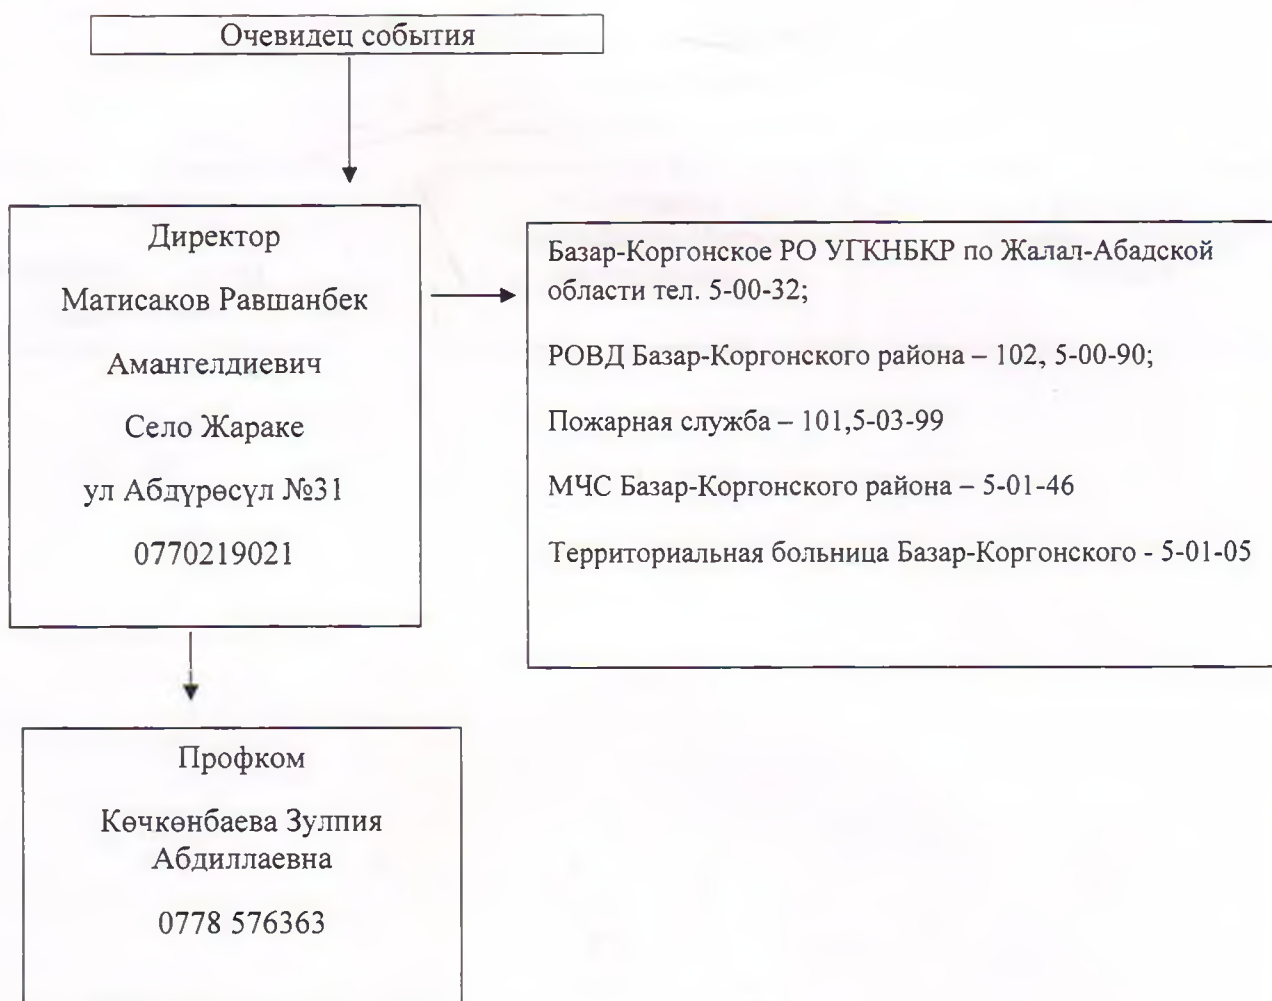 Очевидец события
Директор
Матисаков Равшанбек
Амангелдиевич
Село Жараке
ул Абдүрөсүл №31
0770219021
Базар-Коргонское РО УГКНБКР по Жалал-Абадской
области тел. 5-00-32;
РОВД Базар-Коргонского района – 102, 5-00-90;
Пожарная служба – 101,5-03-99
МЧС Базар-Коргонского района – 5-01-46
Территориальная больница Базар-Коргонского - 5-01-05
Профком
Көчкөнбаева Зулпия
Абдиллаевна
0778 576363